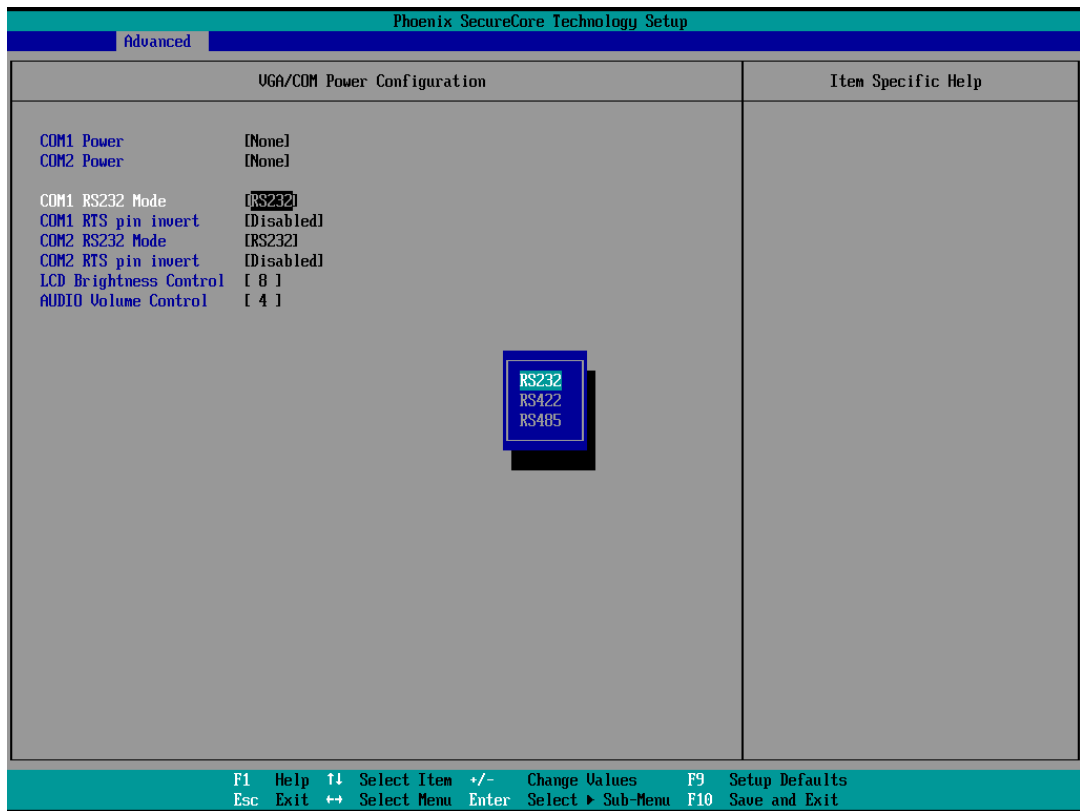 Phoenix SecureCore Technology Setup
Advanced
VGA/COM Power Configuration
Item Specific Help
COM1 Power [None]
COM2 Power [None]
COM1 RS232 Mode [RS232]
COM1 RTS pin invert [Disabled]
COM2 RS232 Mode [RS232]
COM2 RTS pin invert [Disabled]
LCD Brightness Control [ 8 ]
AUDIO Volume Control [ 4 ]
RS232
RS422
RS485
F1 Help ↑↓ Select Item +/- Change Values F9 Setup Defaults
Esc Exit ↔ Select Menu Enter Select ▶ Sub-Menu F10 Save and Exit